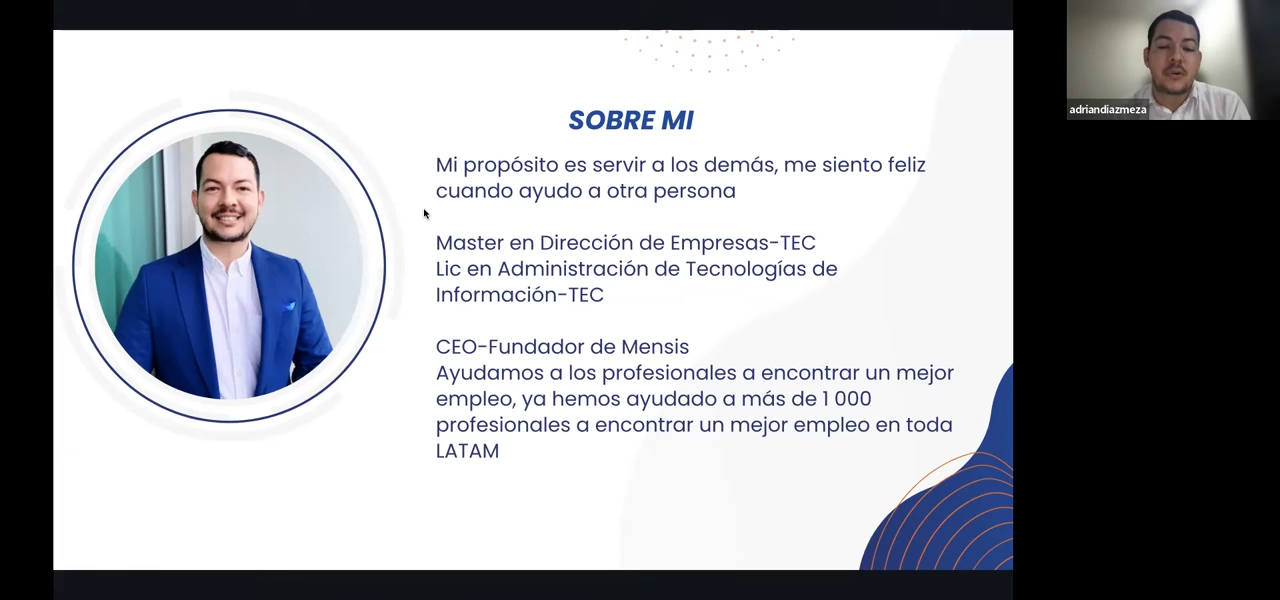 SOBRE MI
Mi propósito es servir a los demás, me siento feliz
cuando ayudo a otra persona
Master en Dirección de Empresas-TEC
Lic en Administración de Tecnologías de
Información-TEC
CEO-Fundador de Mensis
Ayudamos a los profesionales a encontrar un mejor
empleo, ya hemos ayudado a más de 1 000
profesionales a encontrar un mejor empleo en toda
LATAM
adriandiazmeza